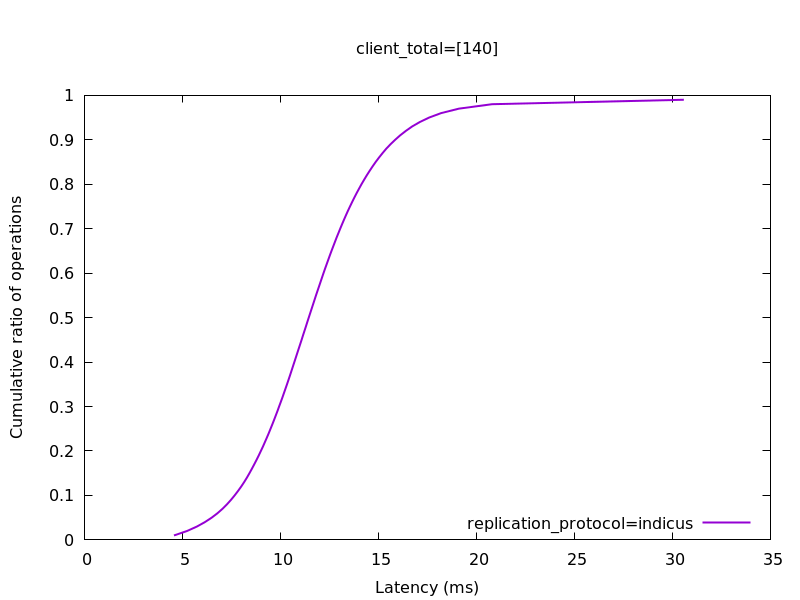 client_total=[140]
1
0.9
0.8
0.7
0.6
0.5
0.4
0.3
0.2
0.1
0
Cumulative ratio of operations
replication_protocol=indicus
0 5 10 15 20 25 30 35
Latency (ms)